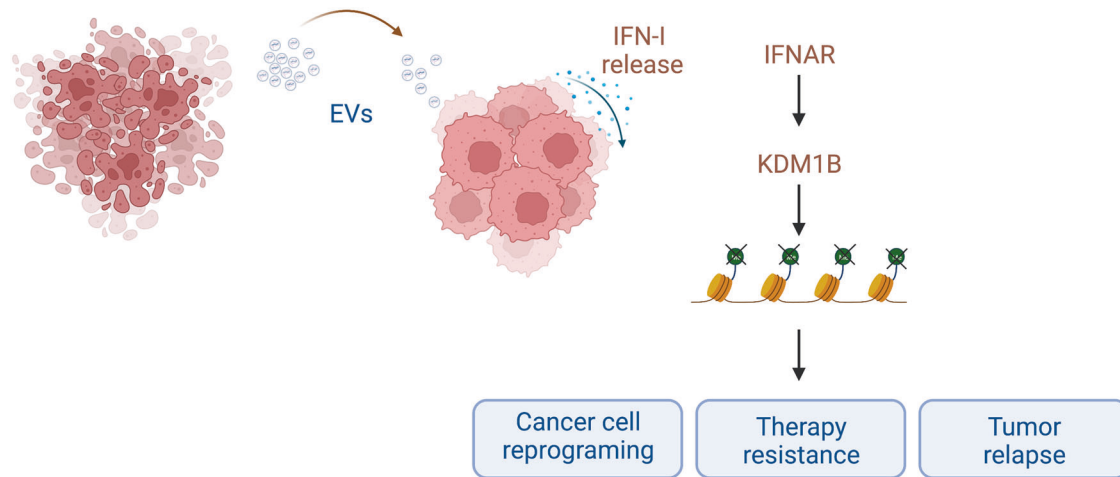 EVs
IFN-I
release
IFNAR
KDM1B
Cancer cell
reprograming
Therapy
resistance
Tumor
relapse